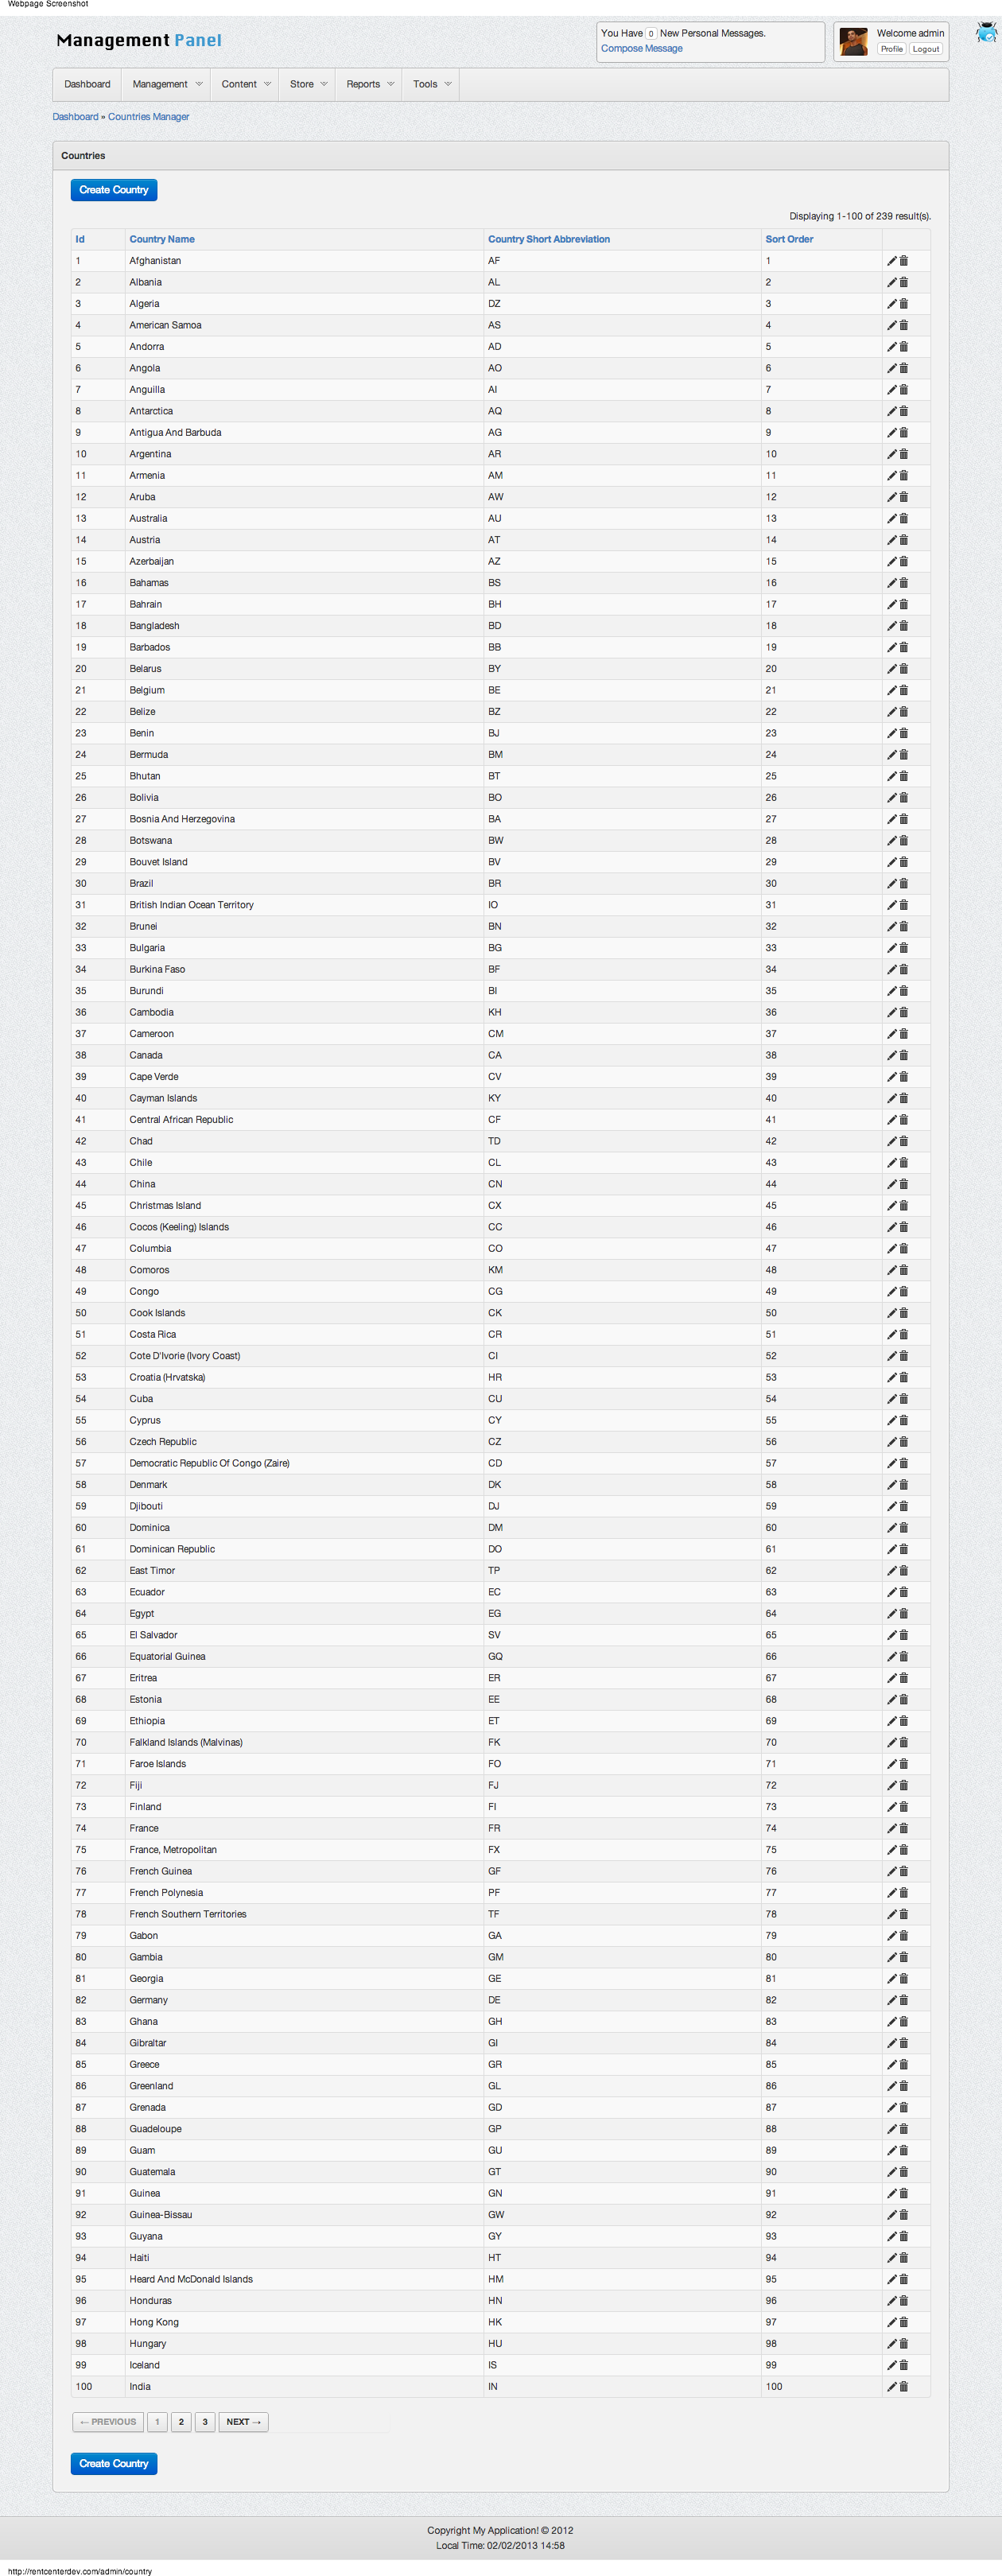 Webpage Screenshot
Management Panel
You Have 0 New Personal Messages.
Compose Message
Welcome admin
Profile Logout
Dashboard Management Content Store Reports Tools
Dashboard » Countries Manager
Countries
Create Country
Displaying 1-100 of 239 result(s).
Id Country Name Country Short Abbreviation Sort Order
1 Afghanistan AF 1
2 Albania AL 2
3 Algeria DZ 3
4 American Samoa AS 4
5 Andorra AD 5
6 Angola AO 6
7 Anguilla AI 7
8 Antarctica AQ 8
9 Antigua And Barbuda AG 9
10 Argentina AR 10
11 Armenia AM 11
12 Aruba AW 12
13 Australia AU 13
14 Austria AT 14
15 Azerbaijan AZ 15
16 Bahamas BS 16
17 Bahrain BH 17
18 Bangladesh BD 18
19 Barbados BB 19
20 Belarus BY 20
21 Belgium BE 21
22 Belize BZ 22
23 Benin BJ 23
24 Bermuda BM 24
25 Bhutan BT 25
26 Bolivia BO 26
27 Bosnia And Herzegovina BA 27
28 Botswana BW 28
29 Bouvet Island BV 29
30 Brazil BR 30
31 British Indian Ocean Territory IO 31
32 Brunei BN 32
33 Bulgaria BG 33
34 Burkina Faso BF 34
35 Burundi BI 35
36 Cambodia KH 36
37 Cameroon CM 37
38 Canada CA 38
39 Cape Verde CV 39
40 Cayman Islands KY 40
41 Central African Republic CF 41
42 Chad TD 42
43 Chile CL 43
44 China CN 44
45 Christmas Island CX 45
46 Cocos (Keeling) Islands CC 46
47 Columbia CO 47
48 Comoros KM 48
49 Congo CG 49
50 Cook Islands CK 50
51 Costa Rica CR 51
52 Cote D'Ivorie (Ivory Coast) CI 52
53 Croatia (Hrvatska) HR 53
54 Cuba CU 54
55 Cyprus CY 55
56 Czech Republic CZ 56
57 Democratic Republic Of Congo (Zaire) CD 57
58 Denmark DK 58
59 Djibouti DJ 59
60 Dominica DM 60
61 Dominican Republic DO 61
62 East Timor TP 62
63 Ecuador EC 63
64 Egypt EG 64
65 El Salvador SV 65
66 Equatorial Guinea GQ 66
67 Eritrea ER 67
68 Estonia EE 68
69 Ethiopia ET 69
70 Falkland Islands (Malvinas) FK 70
71 Faroe Islands FO 71
72 Fiji FJ 72
73 Finland FI 73
74 France FR 74
75 France, Metropolitan FX 75
76 French Guinea GF 76
77 French Polynesia PF 77
78 French Southern Territories TF 78
79 Gabon GA 79
80 Gambia GM 80
81 Georgia GE 81
82 Germany DE 82
83 Ghana GH 83
84 Gibraltar GI 84
85 Greece GR 85
86 Greenland GL 86
87 Grenada GD 87
88 Guadeloupe GP 88
89 Guam GU 89
90 Guatemala GT 90
91 Guinea GN 91
92 Guinea-Bissau GW 92
93 Guyana GY 93
94 Haiti HT 94
95 Heard And McDonald Islands HM 95
96 Honduras HN 96
97 Hong Kong HK 97
98 Hungary HU 98
99 Iceland IS 99
100 India IN 100
← PREVIOUS 1 2 3 NEXT →
Create Country
Copyright My Application! © 2012
Local Time: 02/02/2013 14:58
http://rentcenterdev.com/admin/country